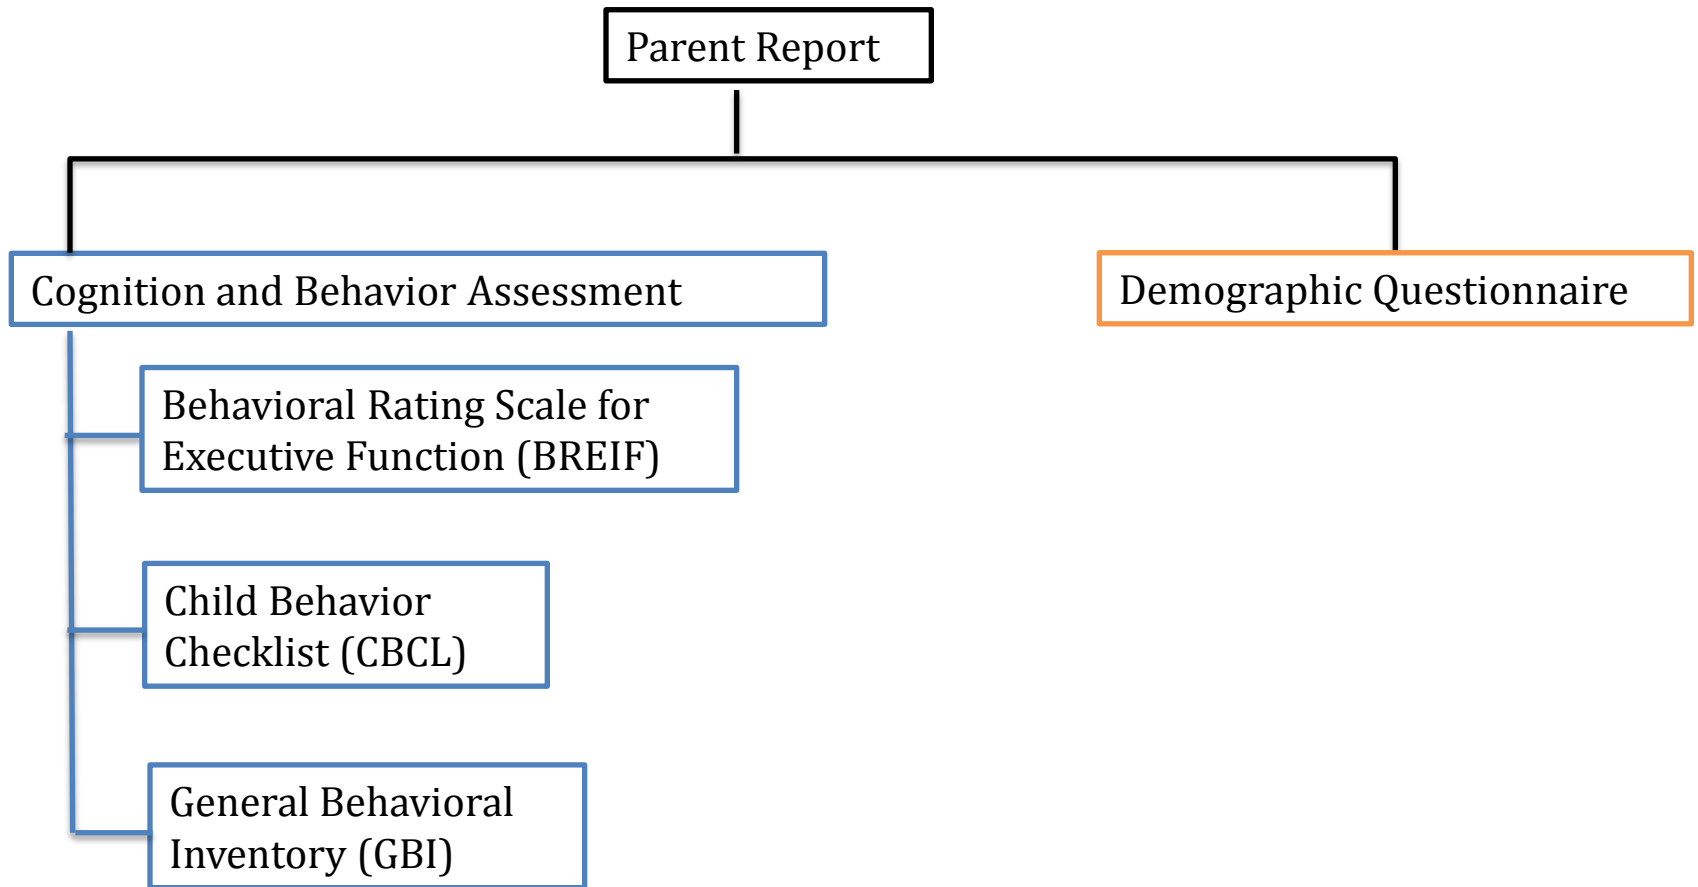 Parent Report
Cognition and Behavior Assessment
Demographic Questionnaire
Behavioral Rating Scale for
Executive Function (BREIF)
Child Behavior
Checklist (CBCL)
General Behavioral
Inventory (GBI)